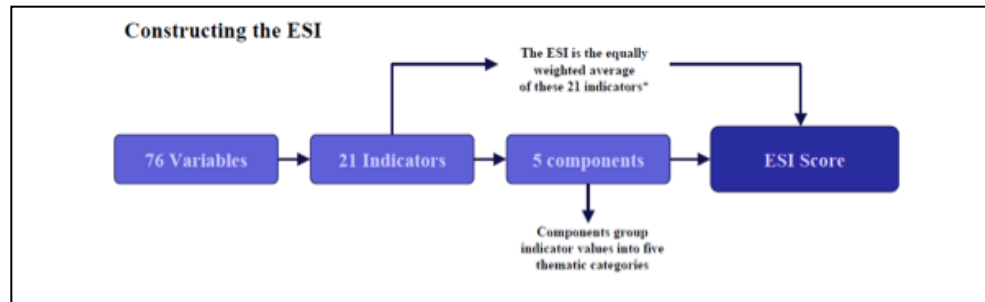 Constructing the ESI
The ESI is the equally
weighted average
of these 21 indicators*
76 Variables
21 Indicators
5 components
ESI Score
Components group
indicator values into five
thematic categories